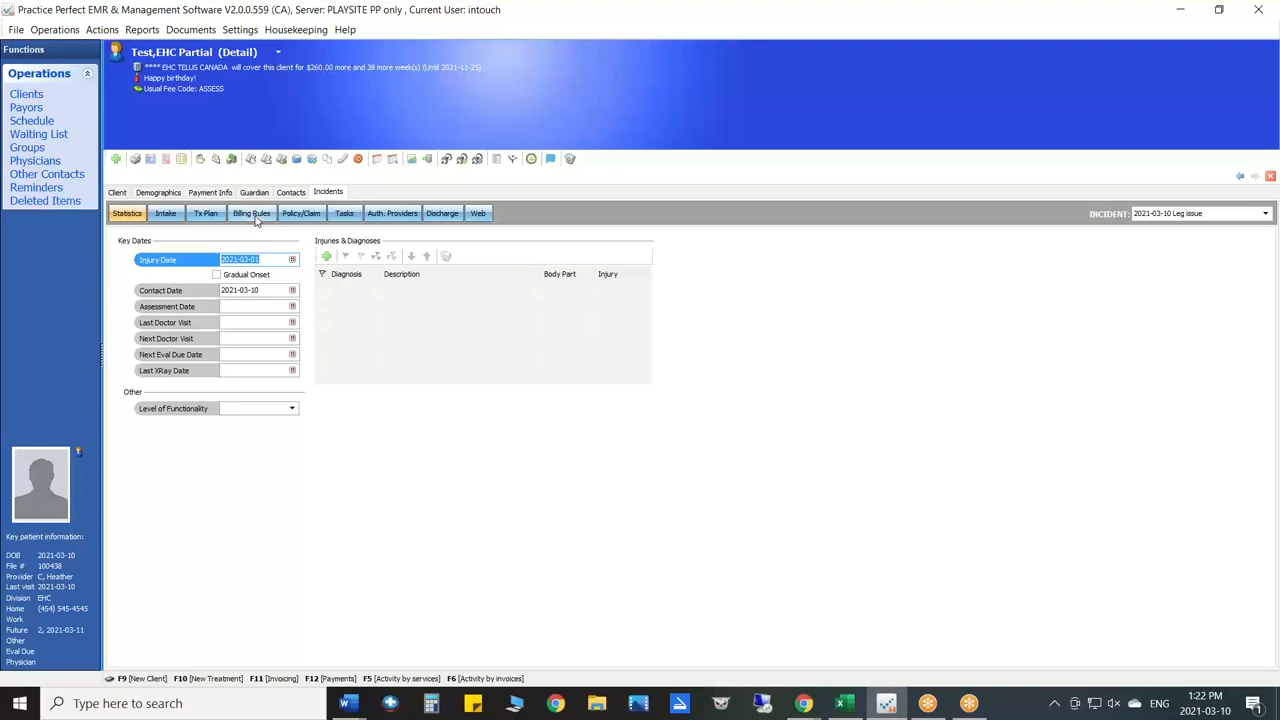 Practice Perfect EMR & Management Software V2.0.0.559 (CA), Server: PLAYSITE PP only , Current User: intouch
File Operations Actions Reports Documents Settings Housekeeping Help
Functions
Operations
Clients
Payors
Schedule
Waiting List
Groups
Physicians
Other Contacts
Reminders
Deleted Items
Test,EHC Partial (Detail)
**** EHC TELUS CANADA will cover this client for $260.00 more and 38 more week(s) (Until 2021-11-25).
Happy birthday!
Usual Fee Code: ASSESS
Client Demographics Payment Info Guardian Contacts Incidents
Statistics Intake Tx Plan Billing Rules Policy/Claim Tasks Auth. Providers Discharge Web
INCIDENT: 2021-03-10 Leg issue
Key Dates
Injury Date 2021-03-01
Gradual Onset
Contact Date 2021-03-10
Assessment Date
Last Doctor Visit
Next Doctor Visit
Next Eval Due Date
Last XRay Date
Other
Level of Functionality
Injuries & Diagnoses
Diagnosis Description Body Part Injury
Key patient information:
DOB 2021-03-10
File # 100438
Provider C, Heather
Last visit 2021-03-10
Division EHC
Home (454) 545-4545
Work
Future 2, 2021-03-11
Other
Eval Due
Physician
F9 [New Client] F10 [New Treatment] F11 [Invoicing] F12 [Payments] F5 [Activity by services] F6 [Activity by invoices]
Type here to search
1:22 PM
2021-03-10